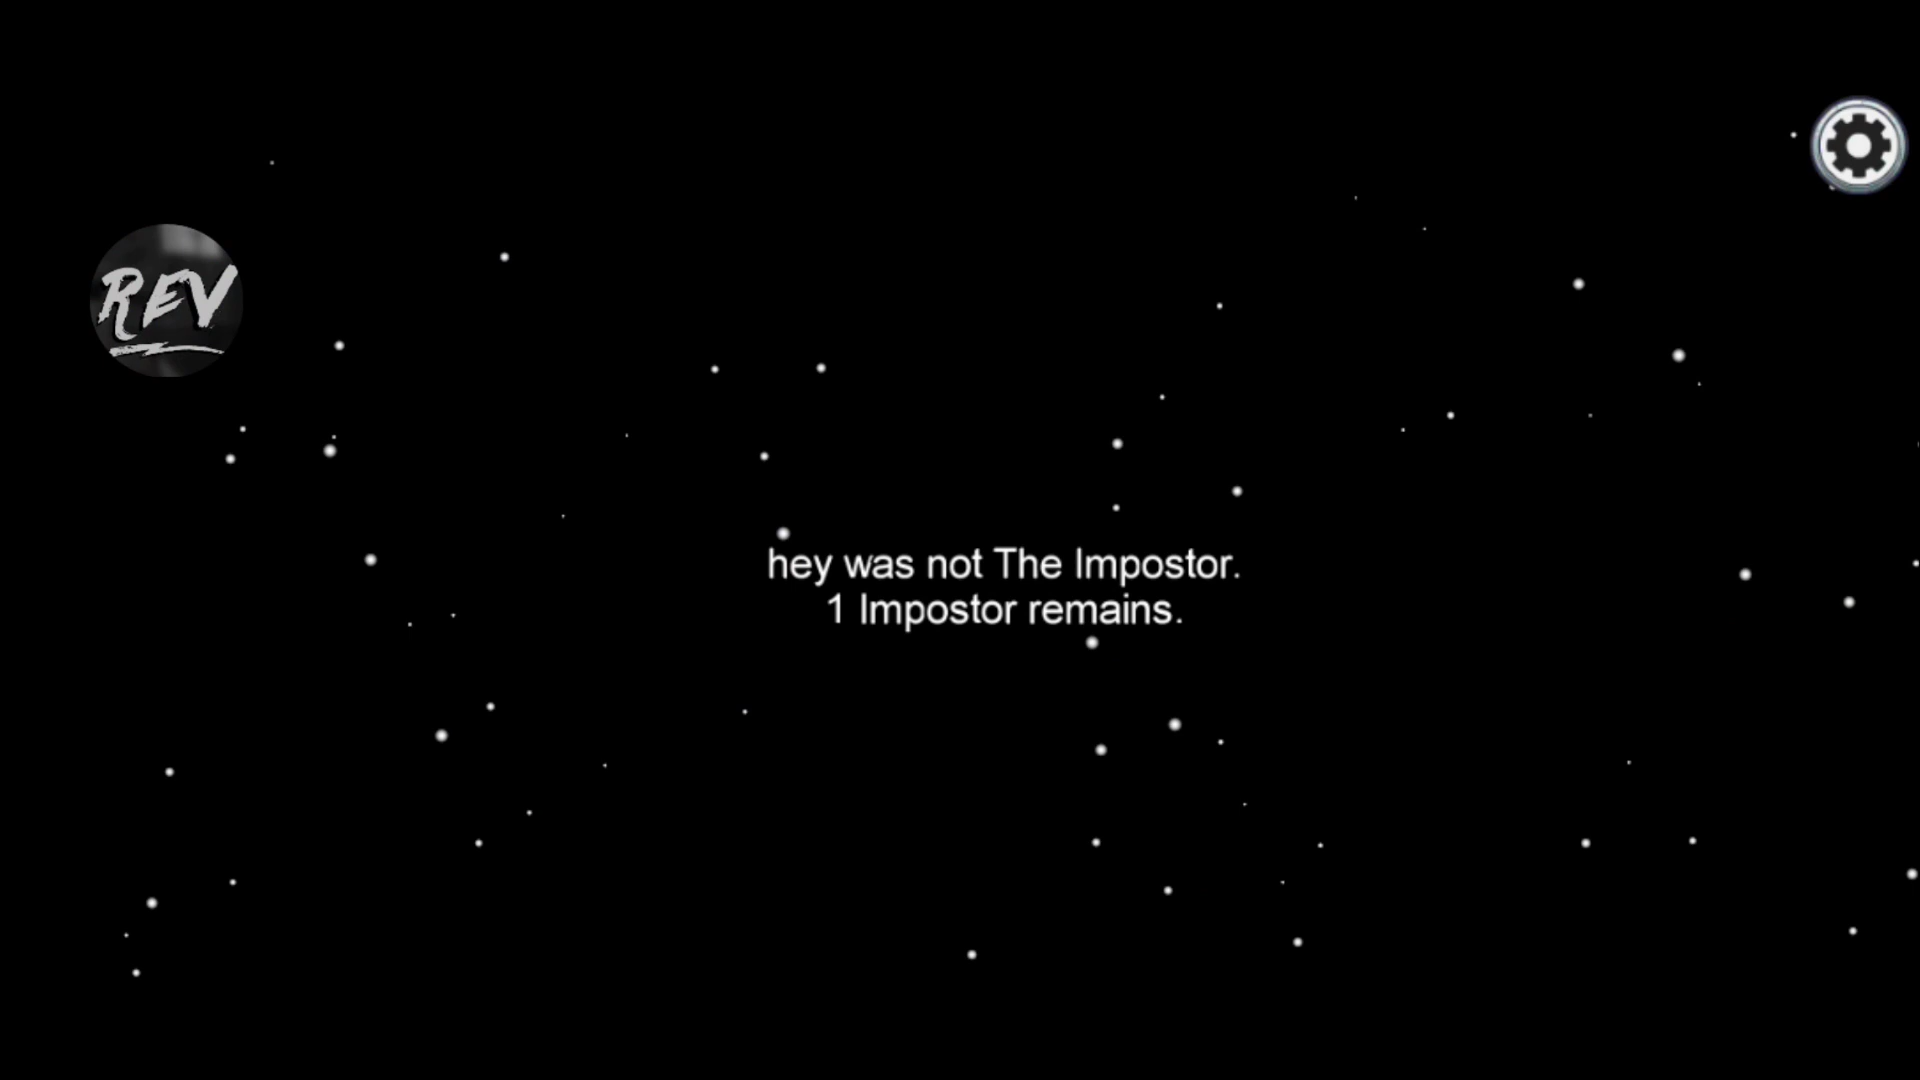 REV
hey was not The Impostor.
1 Impostor remains.